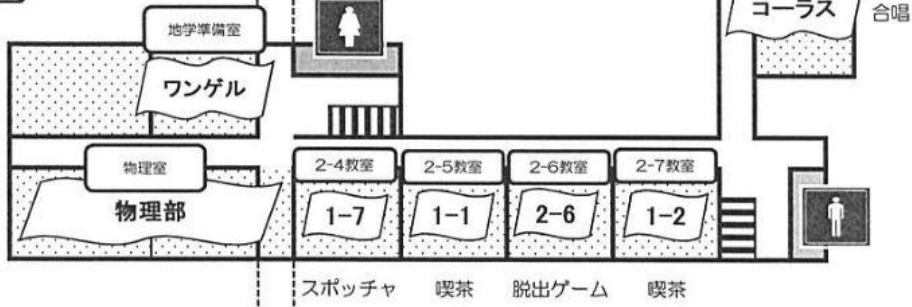 コーラス
合唱
地学準備室
ワンゲル
物理室
物理部
2-4教室
2-5教室
2-6教室
2-7教室
1-7
1-1
2-6
1-2
スポッチャ
喫茶
脱出ゲーム
喫茶